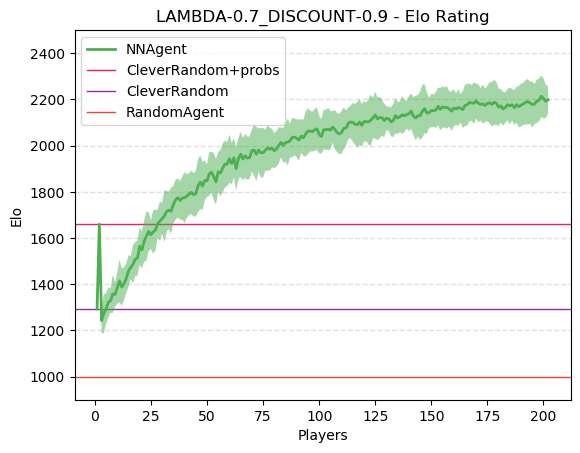 LAMBDA-0.7_DISCOUNT-0.9 - Elo Rating
NNAgent
CleverRandom+probs
CleverRandom
RandomAgent
2400
2200
2000
1800
1600
1400
1200
1000
Elo
0
25
50
75
100
125
150
175
200
Players